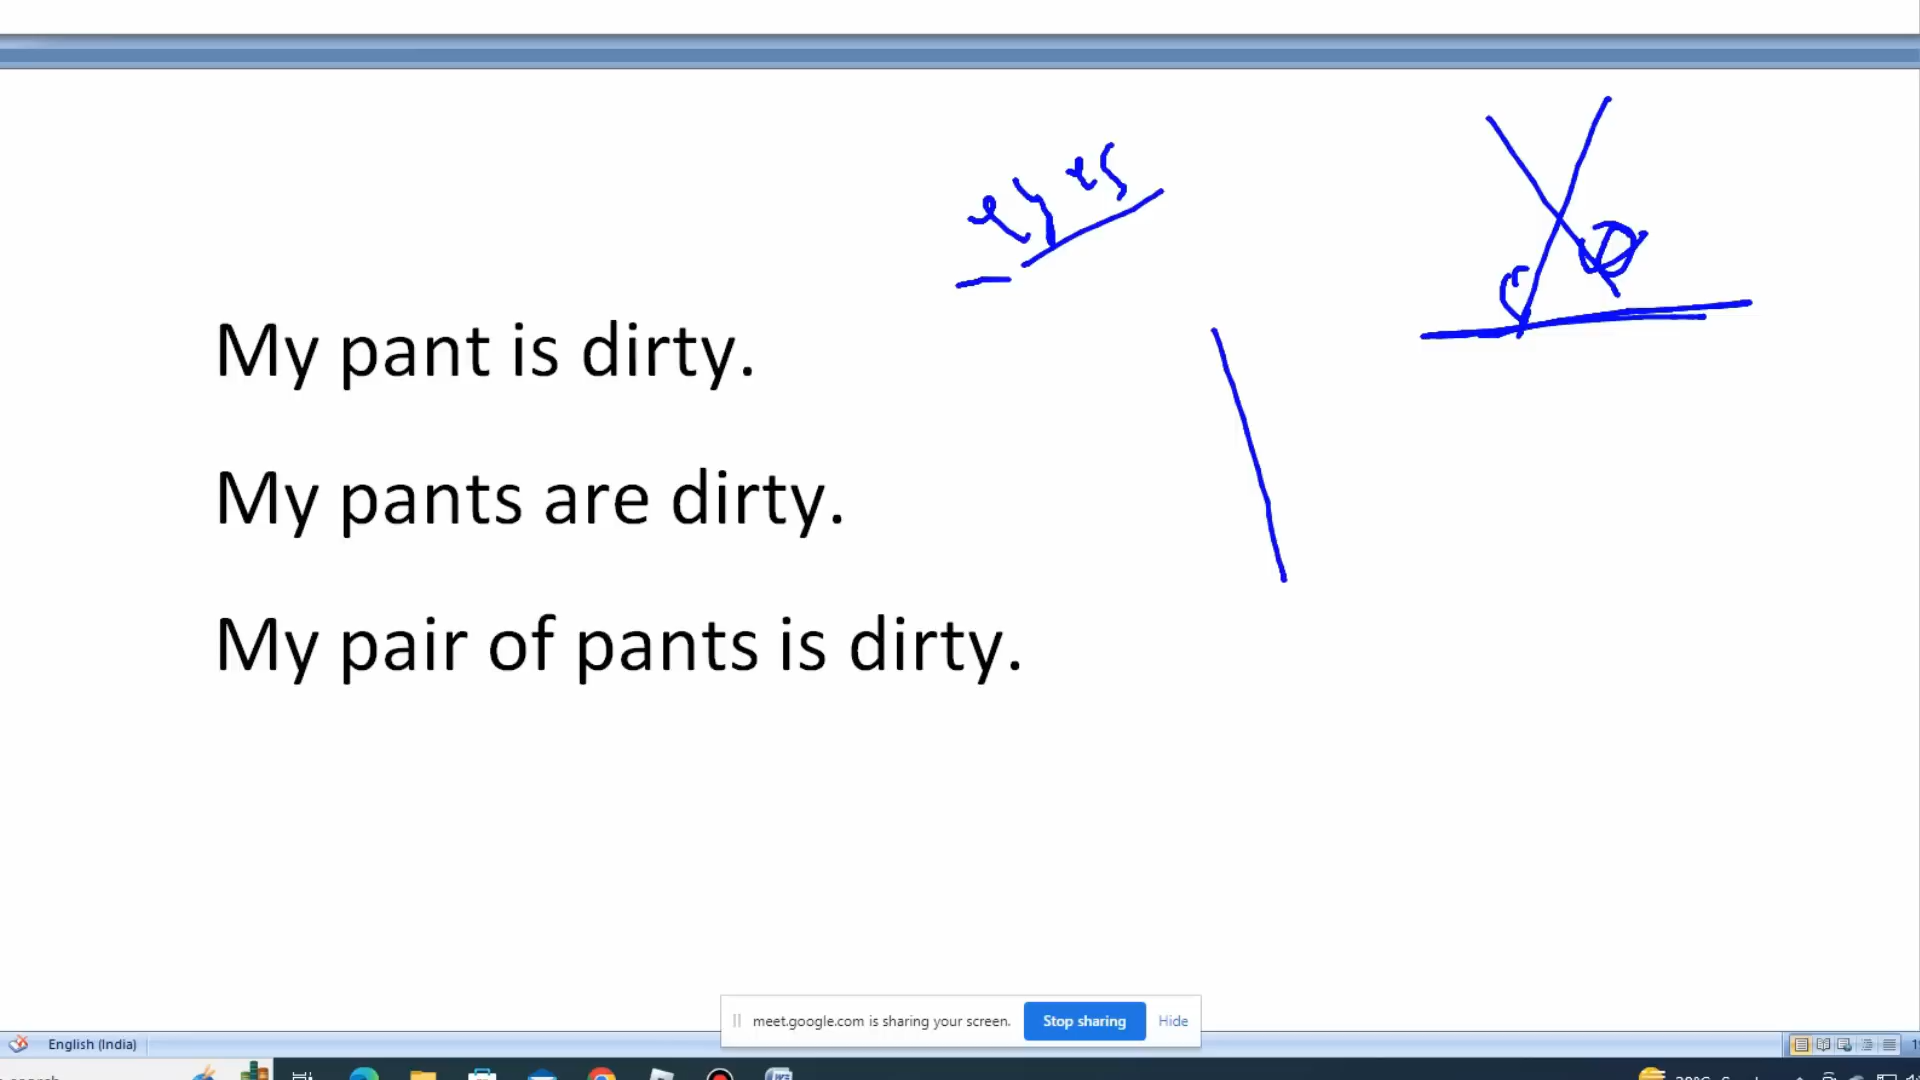 My pant is dirty.
My pants are dirty.
My pair of pants is dirty.
meet.google.com is sharing your screen. Stop sharing Hide
English (India)